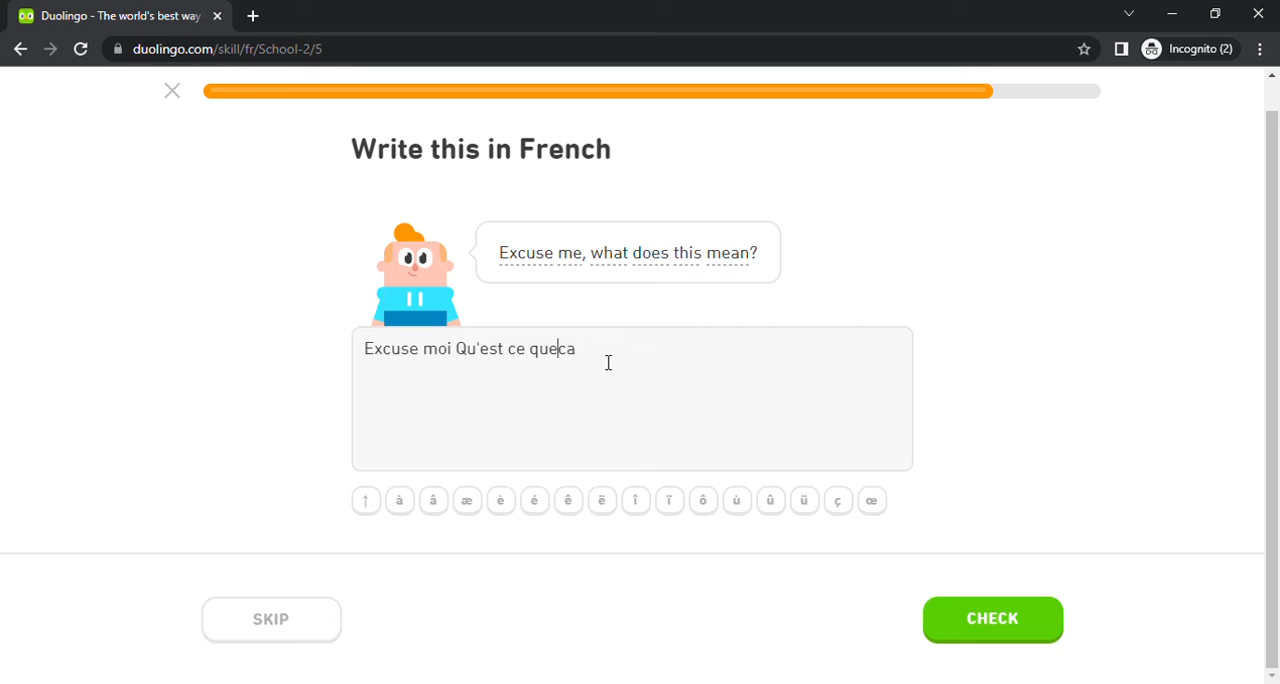 Duolingo - The world's best way
duolingo.com/skill/fr/School-2/5
Incognito (2)
Write this in French
Excuse me, what does this mean?
Excuse moi Qu'est ce queca
↑ à â æ è é ê ë î ï ô ù û ü ç œ
SKIP
CHECK